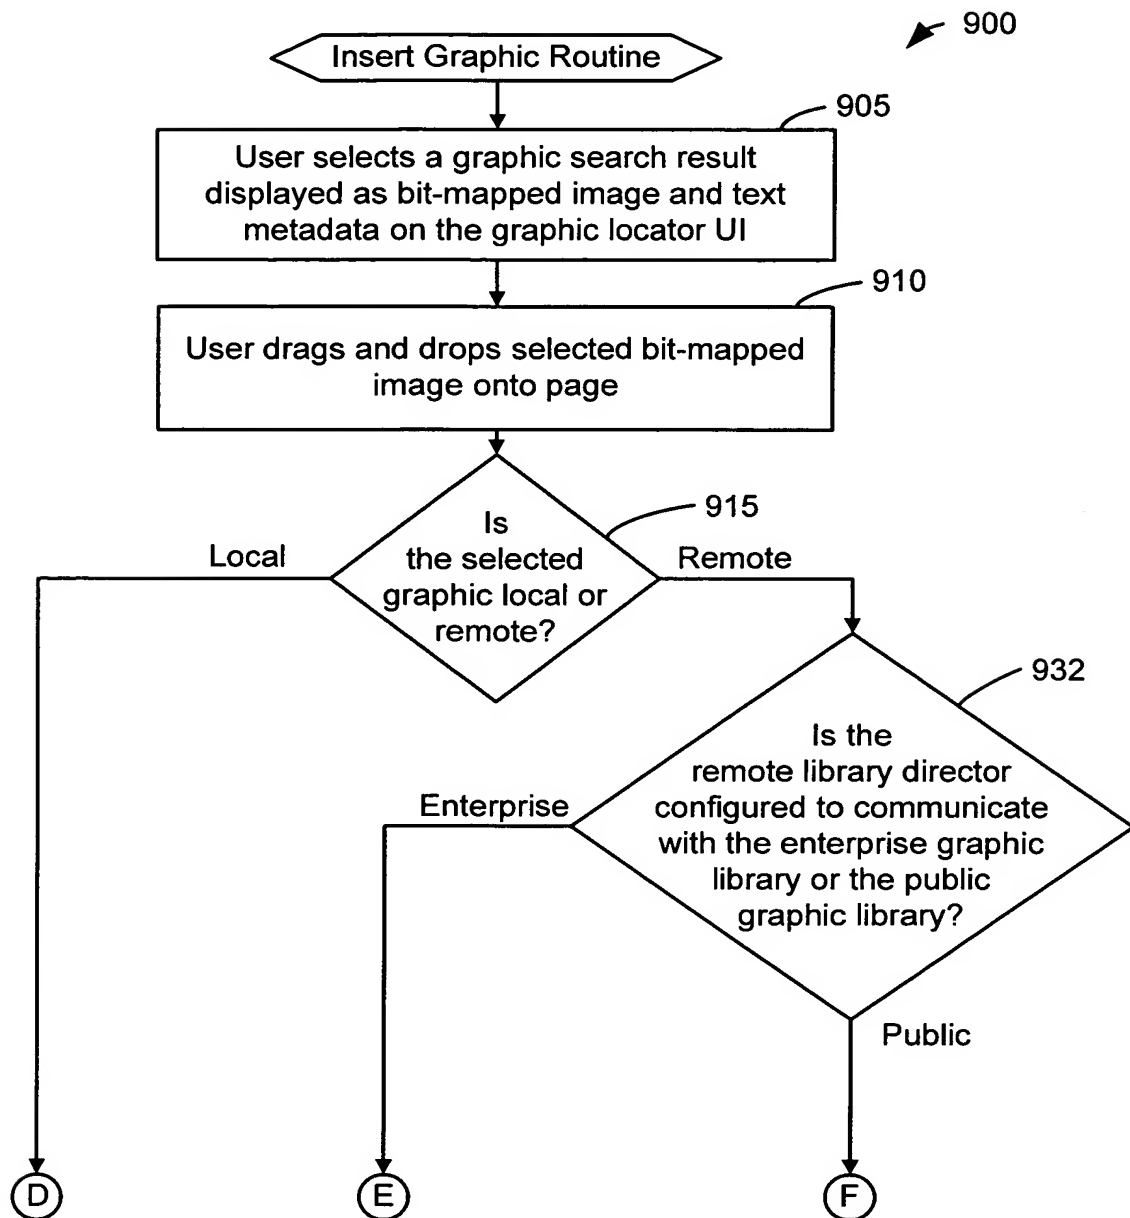 900
Insert Graphic Routine
905
User selects a graphic search result
displayed as bit-mapped image and text
metadata on the graphic locator UI
910
User drags and drops selected bit-mapped
image onto page
915
Is
the selected
graphic local or
remote?
Local
Remote
932
Is the
remote library director
configured to communicate
with the enterprise graphic
library or the public
graphic library?
Enterprise
Public
D
E
F